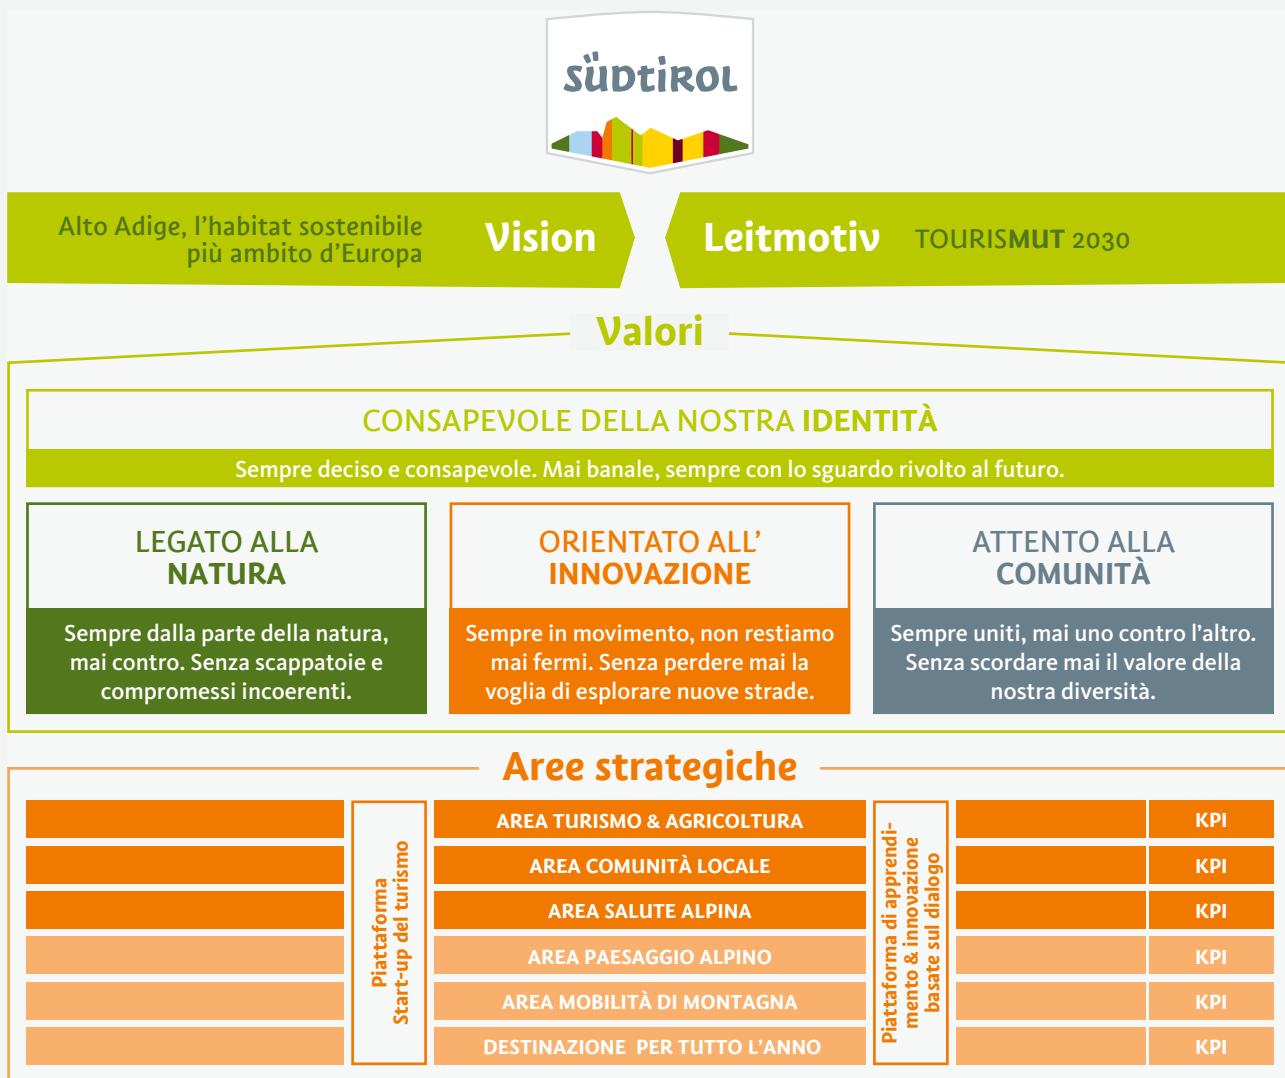 SÜDTIROL
Alto Adige, l'habitat sostenibile
più ambito d'Europa
Vision
Leitmotiv
TOURISMUT 2030
Valori
CONSAPEVOLE DELLA NOSTRA IDENTITÀ
Sempre deciso e consapevole. Mai banale, sempre con lo sguardo rivolto al futuro.
LEGATO ALLA
NATURA
Sempre dalla parte della natura,
mai contro. Senza scappatoie e
compromessi incoerenti.
ORIENTATO ALL'
INNOVAZIONE
Sempre in movimento, non restiamo
mai fermi. Senza perdere mai la
voglia di esplorare nuove strade.
ATTENTO ALLA
COMUNITÀ
Sempre uniti, mai uno contro l'altro.
Senza scordare mai il valore della
nostra diversità.
Aree strategiche
Piattaforma
Start-up del turismo
AREA TURISMO & AGRICOLTURA
AREA COMUNITÀ LOCALE
AREA SALUTE ALPINA
AREA PAESAGGIO ALPINO
AREA MOBILITÀ DI MONTAGNA
DESTINAZIONE PER TUTTO L'ANNO
Piattaforma di apprendi-
mento & innovazione
basate sul dialogo
KPI
KPI
KPI
KPI
KPI
KPI